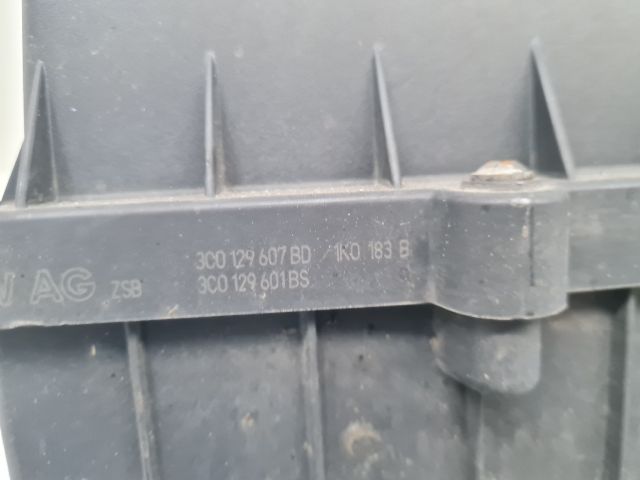 3C0 129 607 BD / 1K0 183 B
AG ZSB 3C0 129 601 BS